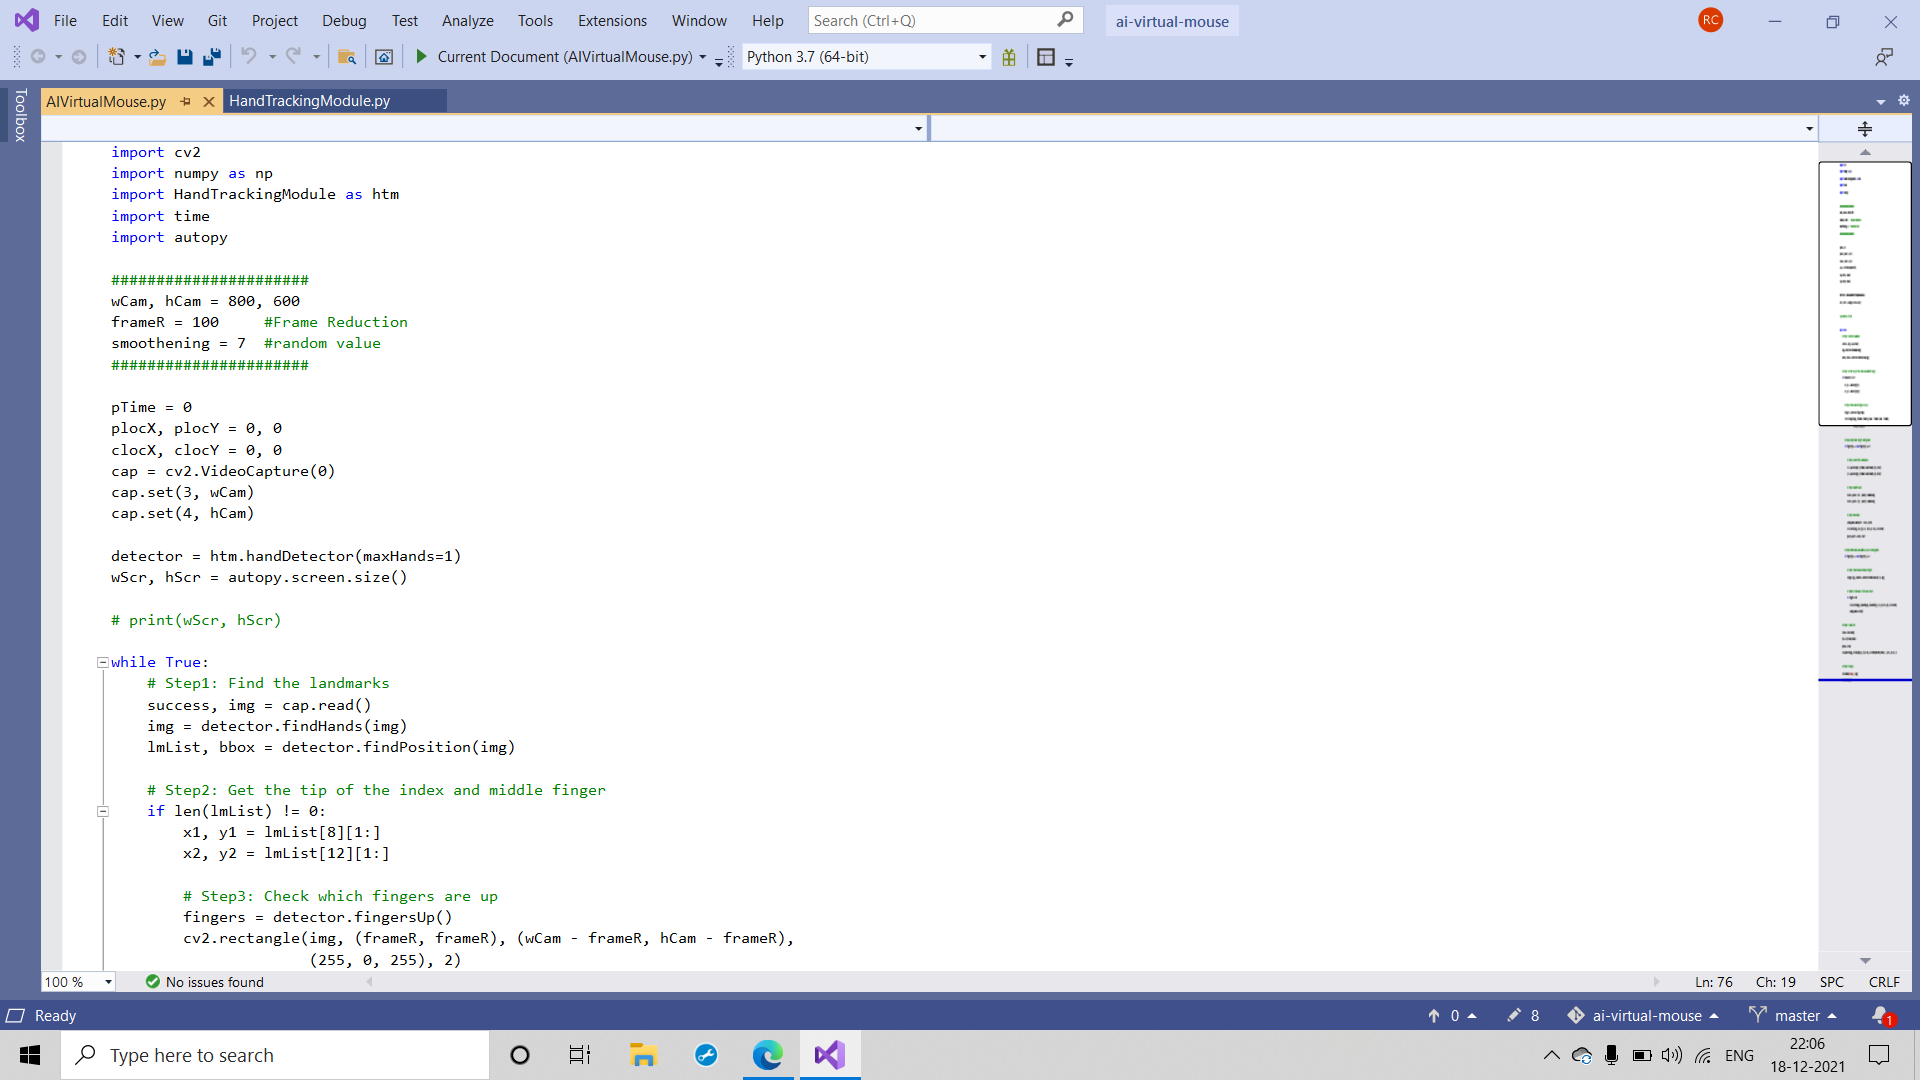 File Edit View Git Project Debug Test Analyze Tools Extensions Window Help Search (Ctrl+Q) ai-virtual-mouse RC
Current Document (AIVirtualMouse.py) Python 3.7 (64-bit)
Toolbox
AIVirtualMouse.py HandTrackingModule.py
import cv2
import numpy as np
import HandTrackingModule as htm
import time
import autopy
######################
wCam, hCam = 800, 600
frameR = 100     #Frame Reduction
smoothening = 7  #random value
######################
pTime = 0
plocX, plocY = 0, 0
clocX, clocY = 0, 0
cap = cv2.VideoCapture(0)
cap.set(3, wCam)
cap.set(4, hCam)
detector = htm.handDetector(maxHands=1)
wScr, hScr = autopy.screen.size()
# print(wScr, hScr)
while True:
    # Step1: Find the landmarks
    success, img = cap.read()
    img = detector.findHands(img)
    lmList, bbox = detector.findPosition(img)
    # Step2: Get the tip of the index and middle finger
    if len(lmList) != 0:
        x1, y1 = lmList[8][1:]
        x2, y2 = lmList[12][1:]
        # Step3: Check which fingers are up
        fingers = detector.fingersUp()
        cv2.rectangle(img, (frameR, frameR), (wCam - frameR, hCam - frameR),
                      (255, 0, 255), 2)
100 % No issues found Ln: 76 Ch: 19 SPC CRLF
Ready 0 8 ai-virtual-mouse master 1
Type here to search ENG 22:06
18-12-2021